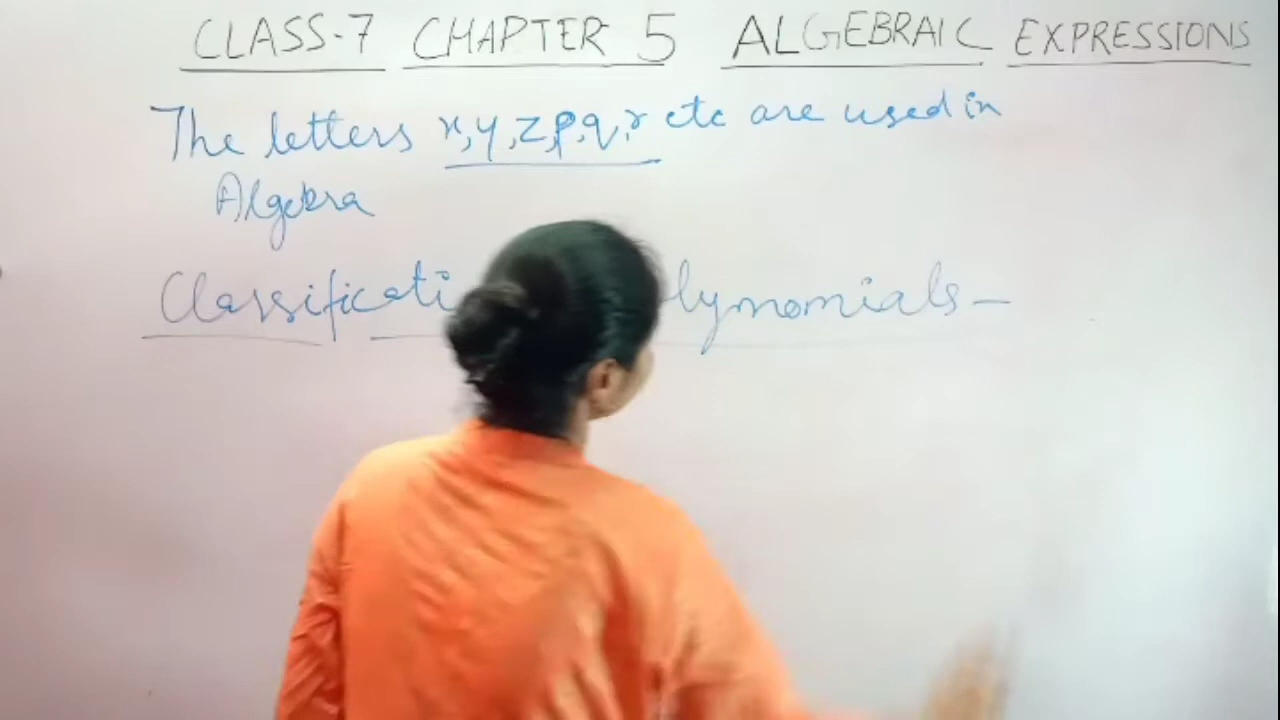 CLASS-7 CHAPTER 5 ALGEBRAIC EXPRESSIONS
The letters x, y, z, p, q, r etc are used in
Algebra
Classificati lynomials -